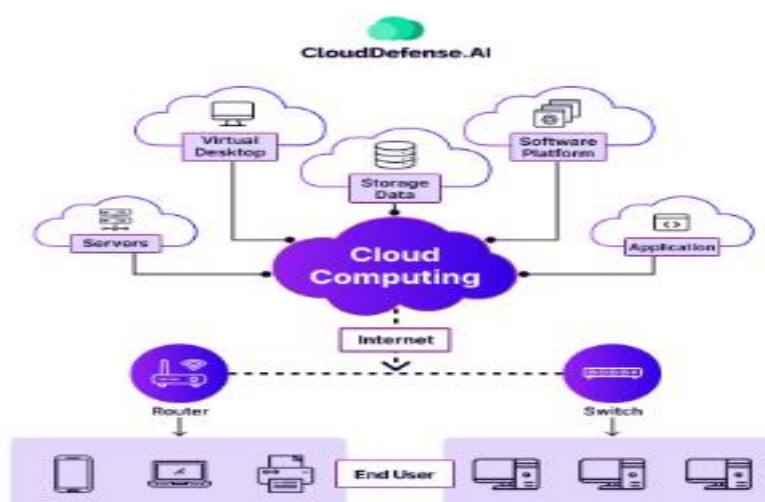 CloudDefense.AI
Virtual
Desktop
Software
Platform
Storage
Data
Servers
Application
Cloud
Computing
Internet
Router
Switch
End User